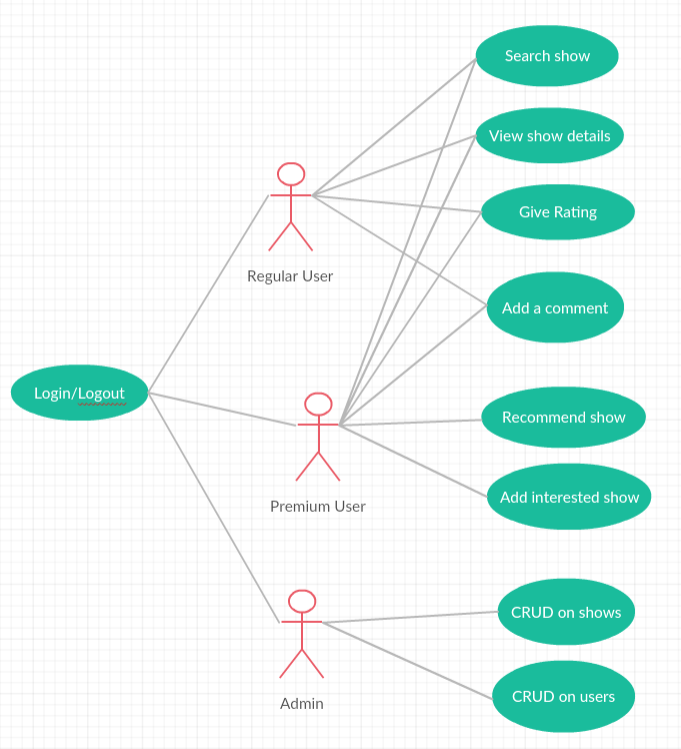 Search show
View show details
Give Rating
Regular User
Add a comment
Login/Logout
Recommend show
Premium User
Add interested show
CRUD on shows
Admin
CRUD on users